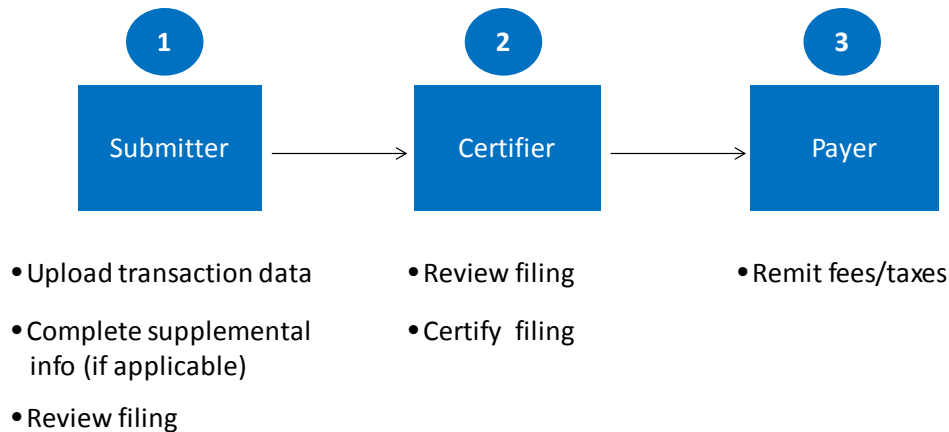 1
2
3
Submitter
Certifier
Payer
• Upload transaction data
• Complete supplemental
info (if applicable)
• Review filing
• Review filing
• Certify filing
• Remit fees/taxes